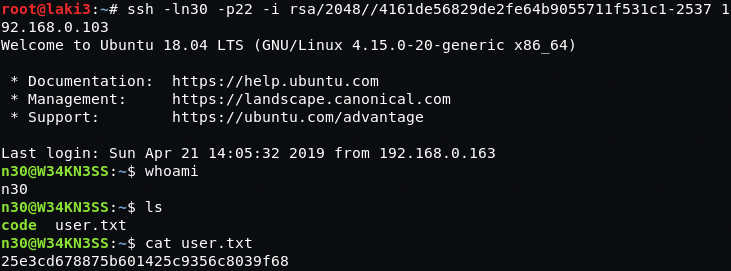 root@laki3:~# ssh -ln30 -p22 -i rsa/2048//4161de56829de2fe64b9055711f531c1-2537 1
92.168.0.103
Welcome to Ubuntu 18.04 LTS (GNU/Linux 4.15.0-20-generic x86_64)

 * Documentation:  https://help.ubuntu.com
 * Management:     https://landscape.canonical.com
 * Support:        https://ubuntu.com/advantage

Last login: Sun Apr 21 14:05:32 2019 from 192.168.0.163
n30@W34KN3SS:~$ whoami
n30
n30@W34KN3SS:~$ ls
code  user.txt
n30@W34KN3SS:~$ cat user.txt
25e3cd678875b601425c9356c8039f68